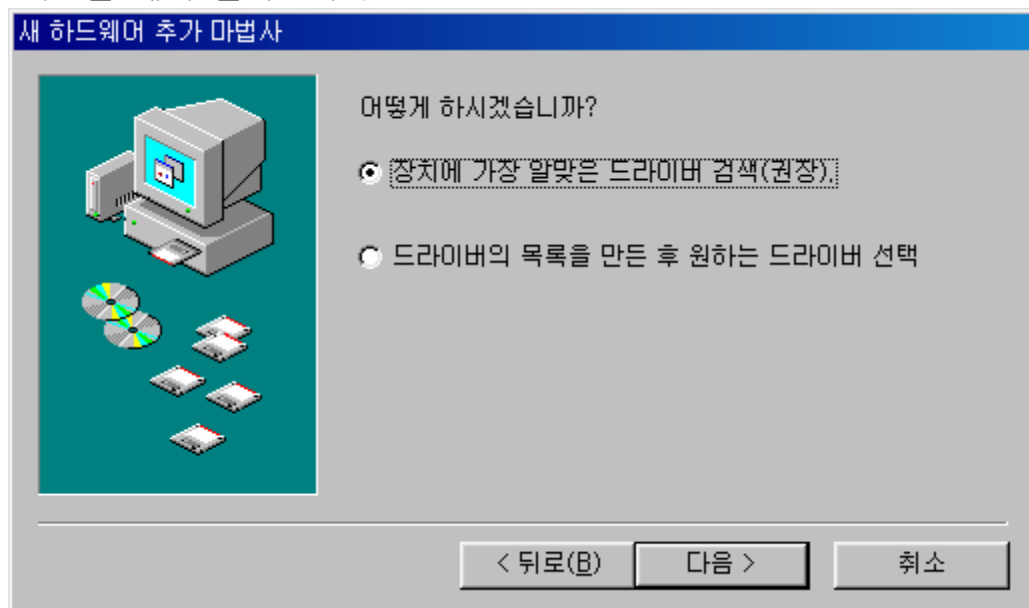 새 하드웨어 추가 마법사
어떻게 하시겠습니까?
장치에 가장 알맞은 드라이버 검색(권장).
드라이버의 목록을 만든 후 원하는 드라이버 선택
< 뒤로(B) 다음 > 취소